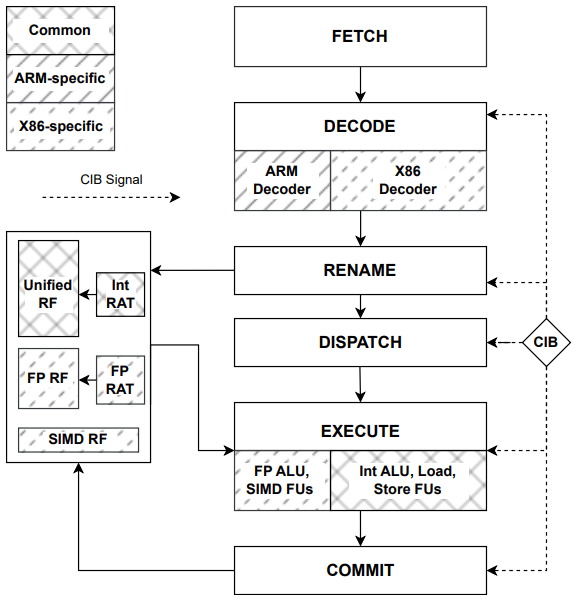 Common
ARM-specific
X86-specific
CIB Signal
FETCH
DECODE
ARM
Decoder
X86
Decoder
RENAME
DISPATCH
CIB
EXECUTE
FP ALU,
SIMD FUs
Int ALU, Load,
Store FUs
COMMIT
Unified
RF
Int
RAT
FP RF
FP
RAT
SIMD RF